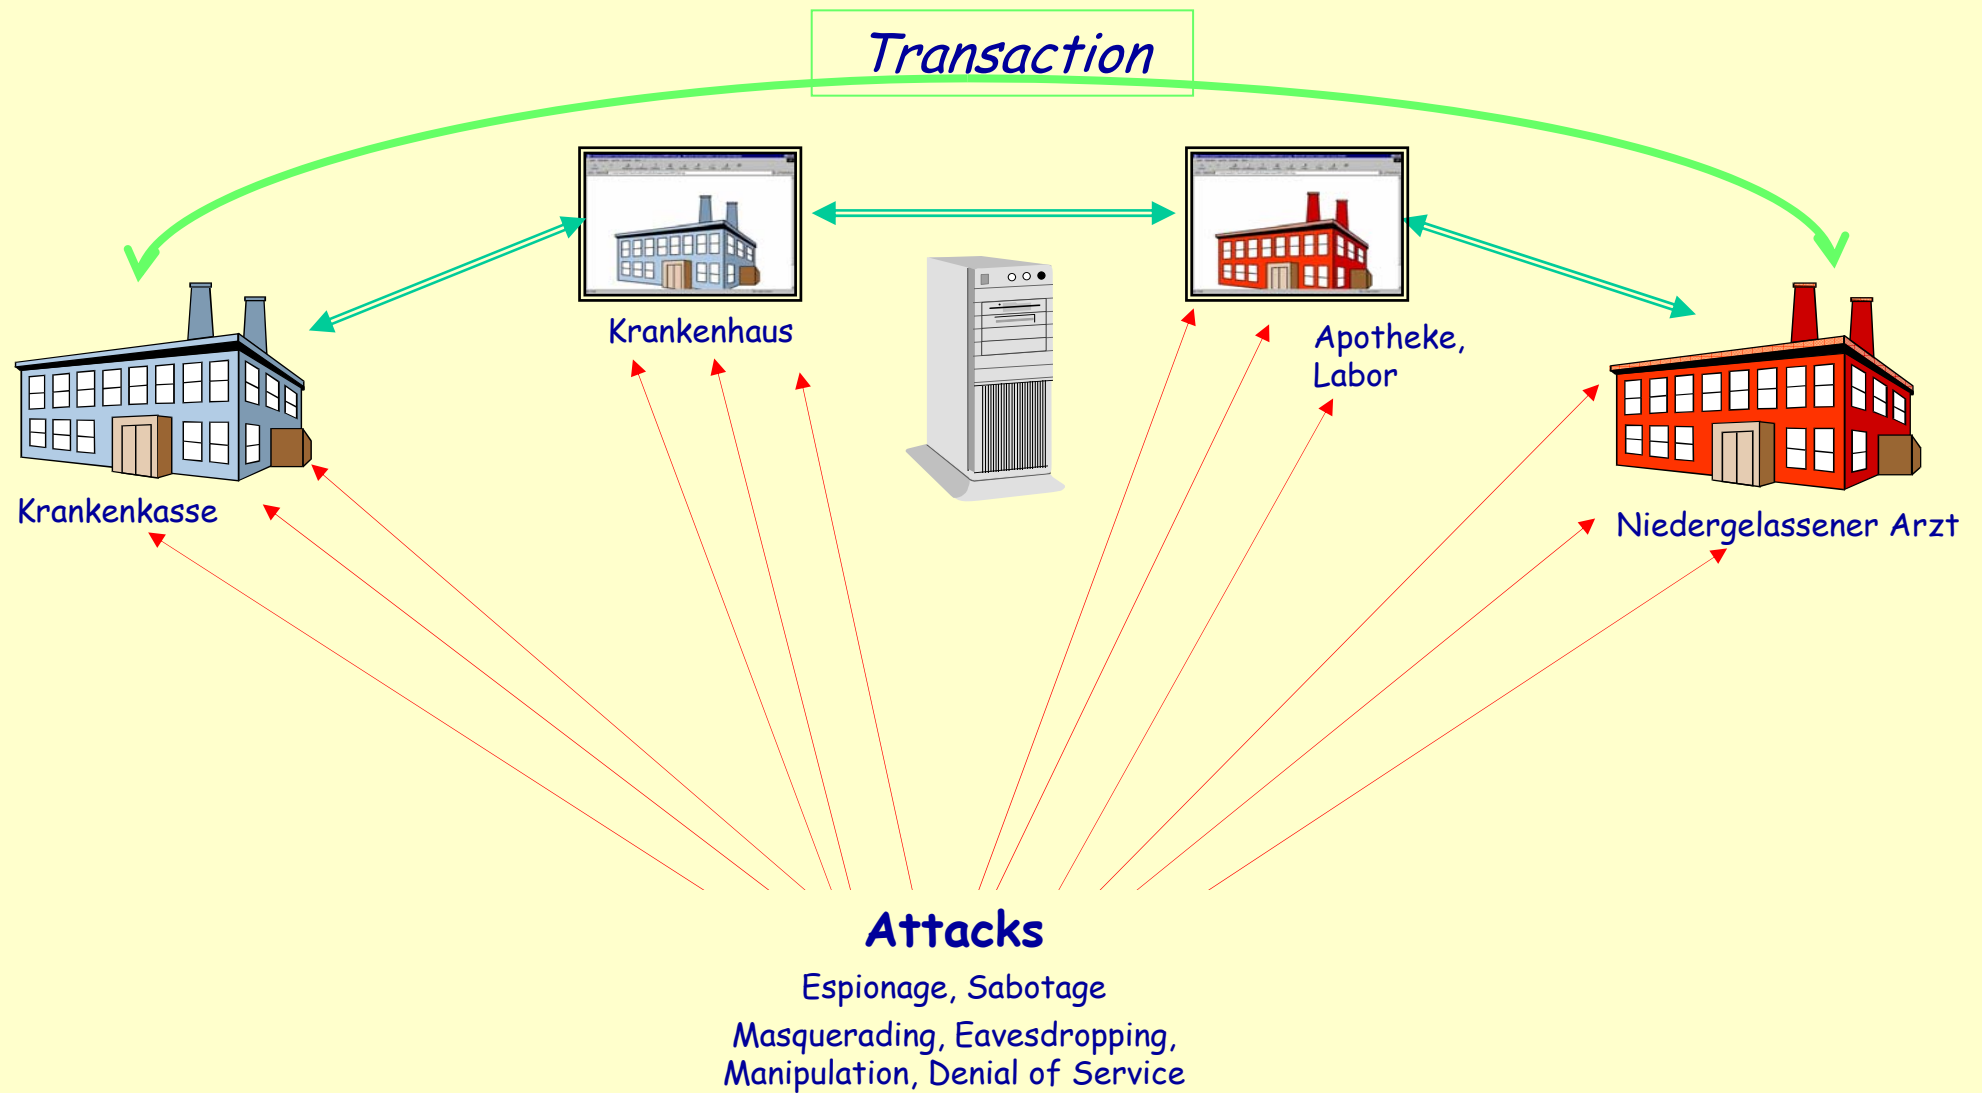 Transaction
Krankenhaus
Apotheke,
Labor
Krankenkasse
Niedergelassener Arzt
Attacks
Espionage, Sabotage
Masquerading, Eavesdropping,
Manipulation, Denial of Service